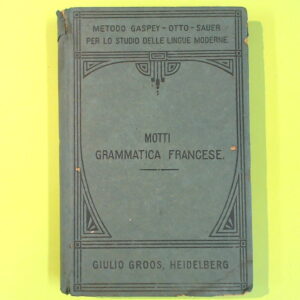 METODO GASPEY-OTTO-SAUER
PER LO STUDIO DELLE LINGUE MODERNE.
MOTTI
GRAMMATICA FRANCESE.
GIULIO GROOS, HEIDELBERG